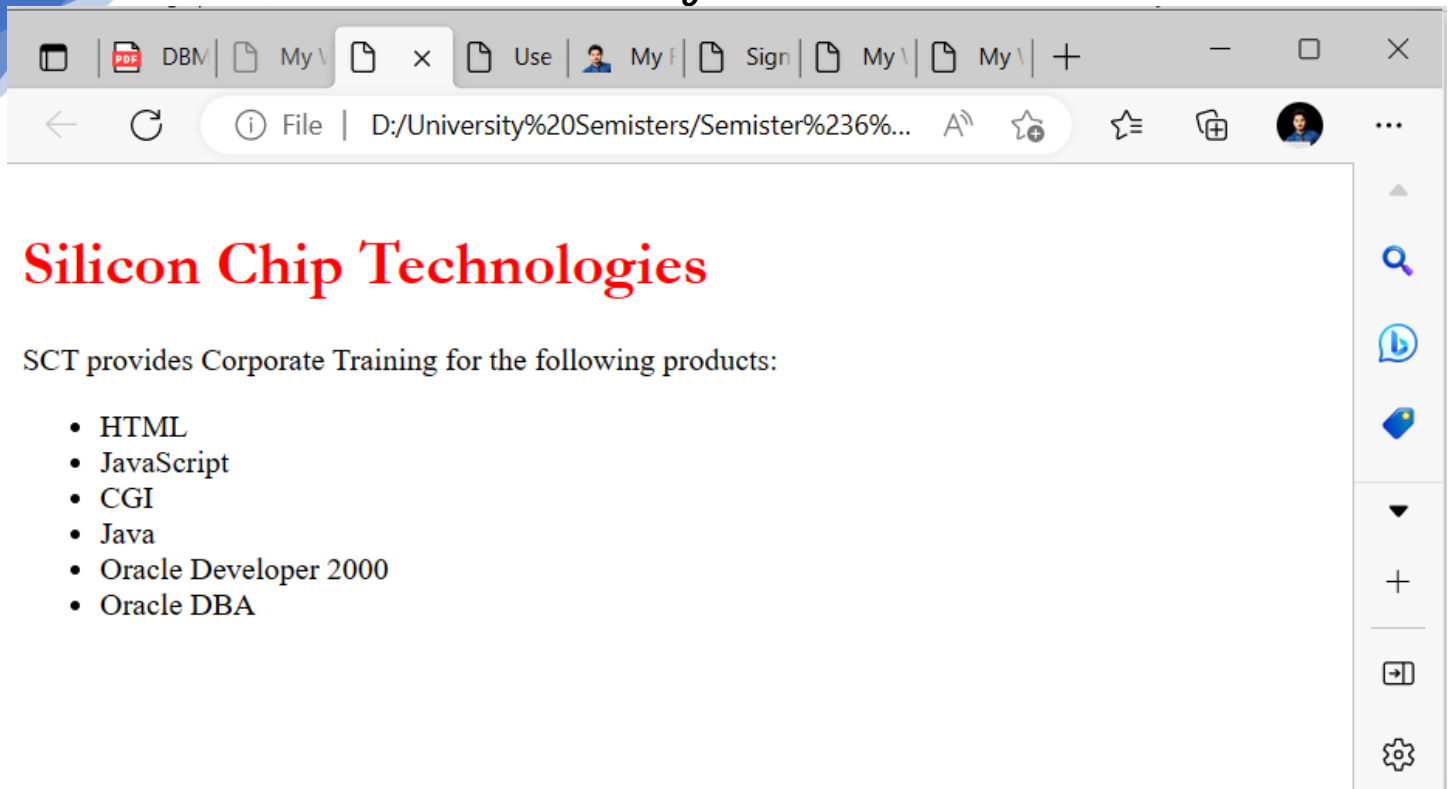 PDF DBM My Use My Sign My My
File | D:/University%20Semisters/Semister%236%...
Silicon Chip Technologies
SCT provides Corporate Training for the following products:
• HTML
• JavaScript
• CGI
• Java
• Oracle Developer 2000
• Oracle DBA